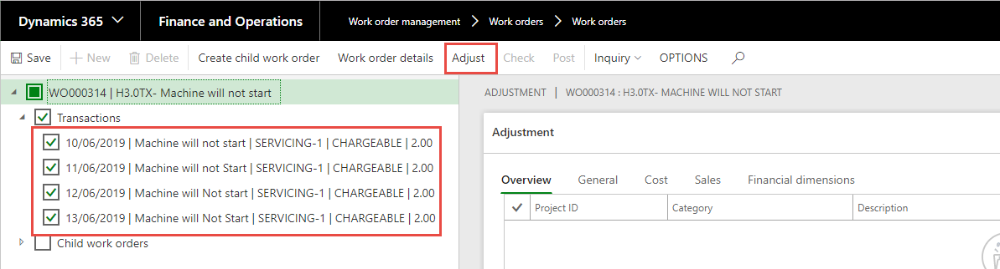 Dynamics 365 Finance and Operations Work order management Work orders Work orders
Save New Delete Create child work order Work order details Adjust Check Post Inquiry OPTIONS
WO000314 | H3.0TX- Machine will not start
Transactions
10/06/2019 | Machine will not start | SERVICING-1 | CHARGEABLE | 2.00
11/06/2019 | Machine will not Start | SERVICING-1 | CHARGEABLE | 2.00
12/06/2019 | Machine will Not start | SERVICING-1 | CHARGEABLE | 2.00
13/06/2019 | Machine will Not Start | SERVICING-1 | CHARGEABLE | 2.00
Child work orders
ADJUSTMENT | WO000314 : H3.0TX- MACHINE WILL NOT START
Adjustment
Overview General Cost Sales Financial dimensions
Project ID Category Description